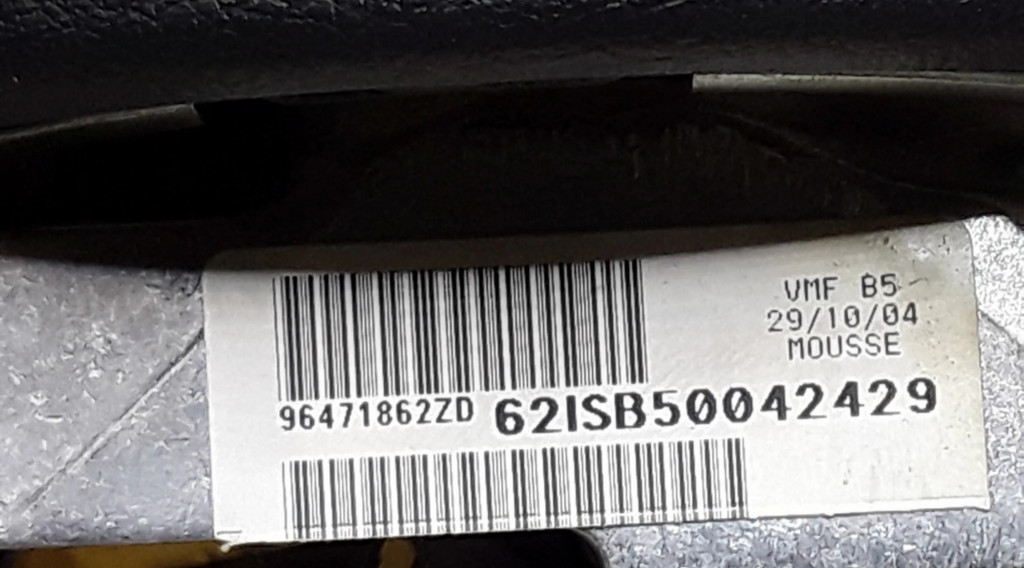 VMF B5
29/10/04
MOUSSE
96471862ZD 62ISB50042429